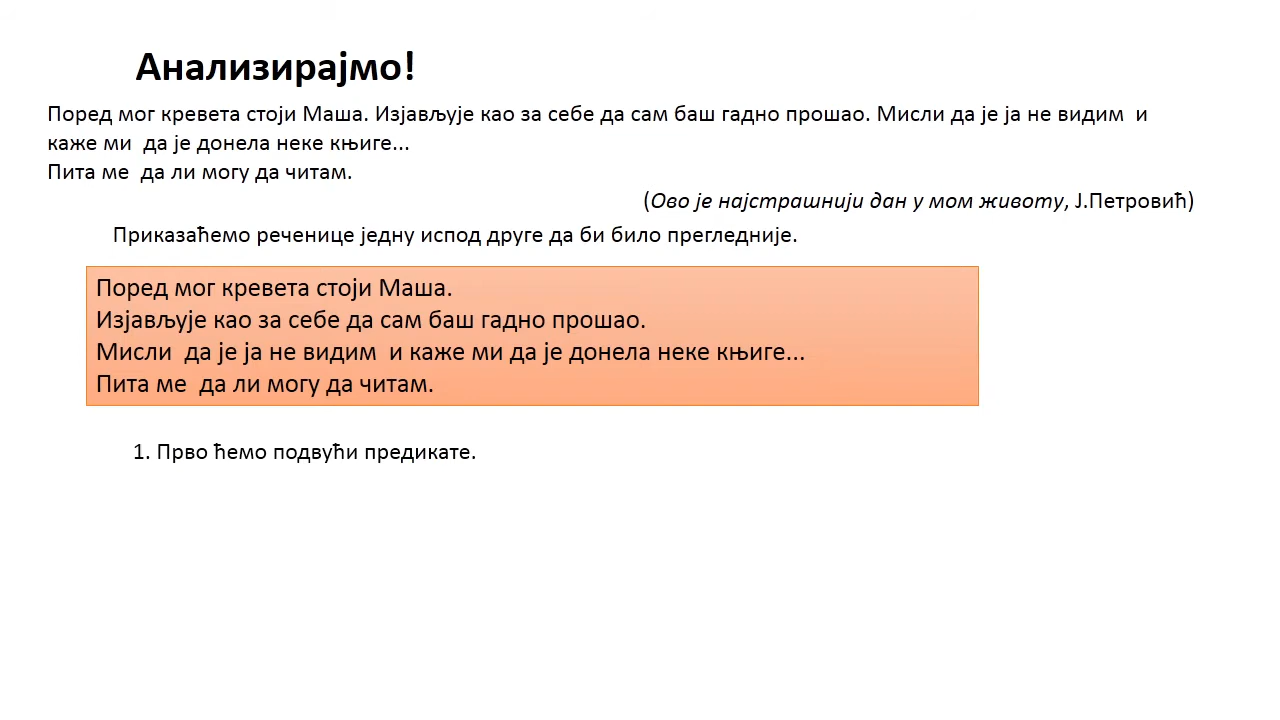 Анализирајмо!
Поред мог кревета стоји Маша. Изјављује као за себе да сам баш гадно прошао. Мисли да је ја не видим  и
каже ми  да је донела неке књиге...
Пита ме  да ли могу да читам.
(Ово је најстрашнији дан у мом животу, Ј.Петровић)
Приказаћемо реченице једну испод друге да би било прегледније.
Поред мог кревета стоји Маша.
Изјављује као за себе да сам баш гадно прошао.
Мисли  да је ја не видим  и каже ми да је донела неке књиге...
Пита ме  да ли могу да читам.
1. Прво ћемо подвући предикате.